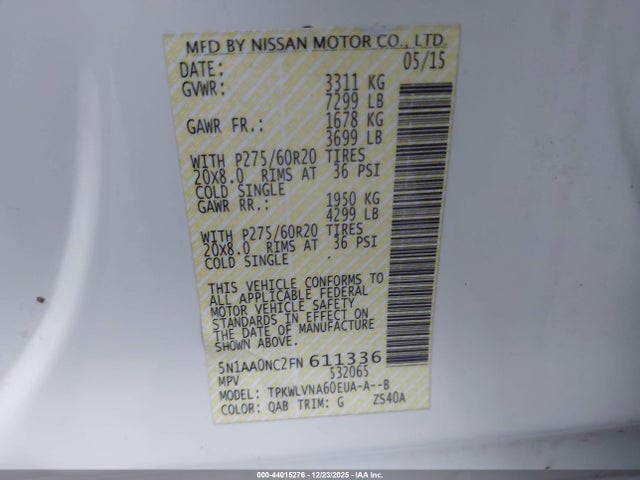 MFD BY NISSAN MOTOR CO., LTD.
DATE: 05/15
GVWR: 3311 KG
7299 LB
GAWR FR.: 1678 KG
3699 LB
WITH P275/60R20 TIRES
20X8.0 RIMS AT 36 PSI
COLD SINGLE
GAWR RR.: 1950 KG
4299 LB
WITH P275/60R20 TIRES
20X8.0 RIMS AT 36 PSI
COLD SINGLE
THIS VEHICLE CONFORMS TO
ALL APPLICABLE FEDERAL
MOTOR VEHICLE SAFETY
STANDARDS IN EFFECT ON
THE DATE OF MANUFACTURE
SHOWN ABOVE.
5N1AA0NC2FN 611336
MPV 532065
MODEL: TPKWLVNA60EUA-A--B
COLOR: QAB TRIM: G ZS40A
000-44015276 - 12/23/2025 - IAA Inc.